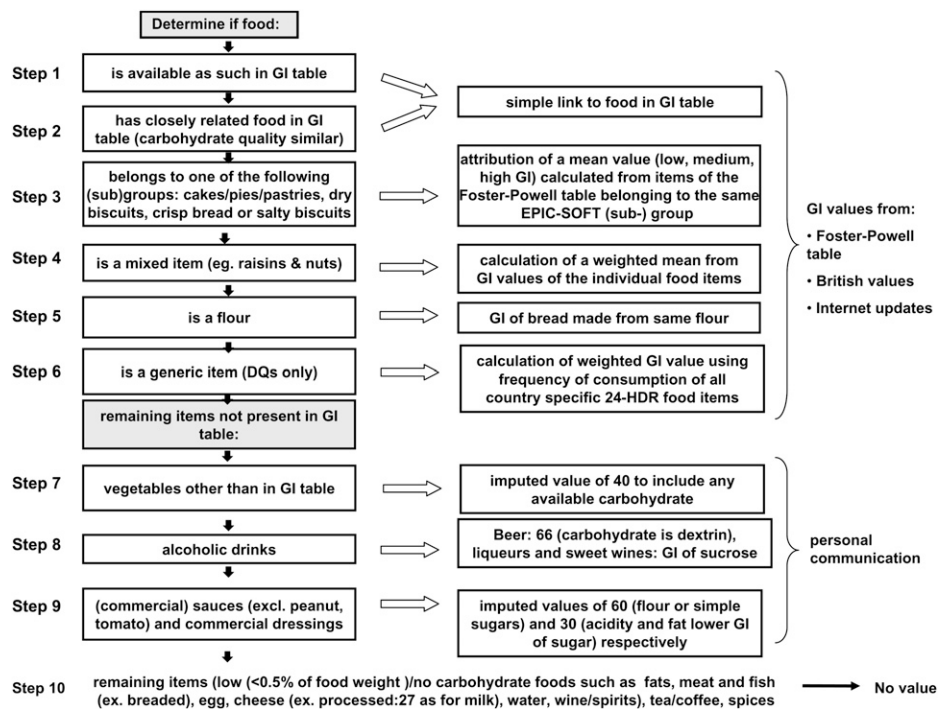 Determine if food:
Step 1
is available as such in GI table
simple link to food in GI table
Step 2
has closely related food in GI
table (carbohydrate quality similar)
Step 3
belongs to one of the following
(sub)groups: cakes/pies/pastries, dry
biscuits, crisp bread or salty biscuits
attribution of a mean value (low, medium,
high GI) calculated from items of the
Foster-Powell table belonging to the same
EPIC-SOFT (sub-) group
Step 4
is a mixed item (eg. raisins & nuts)
calculation of a weighted mean from
GI values of the individual food items
Step 5
is a flour
GI of bread made from same flour
Step 6
is a generic item (DQs only)
calculation of weighted GI value using
frequency of consumption of all
country specific 24-HDR food items
GI values from:
• Foster-Powell
table
• British values
• Internet updates
remaining items not present in GI
table:
Step 7
vegetables other than in GI table
imputed value of 40 to include any
available carbohydrate
Step 8
alcoholic drinks
Beer: 66 (carbohydrate is dextrin),
liqueurs and sweet wines: GI of sucrose
Step 9
(commercial) sauces (excl. peanut,
tomato) and commercial dressings
imputed values of 60 (flour or simple
sugars) and 30 (acidity and fat lower GI
of sugar) respectively
personal
communication
Step 10
remaining items (low (<0.5% of food weight )/no carbohydrate foods such as fats, meat and fish
(ex. breaded), egg, cheese (ex. processed:27 as for milk), water, wine/spirits), tea/coffee, spices
No value